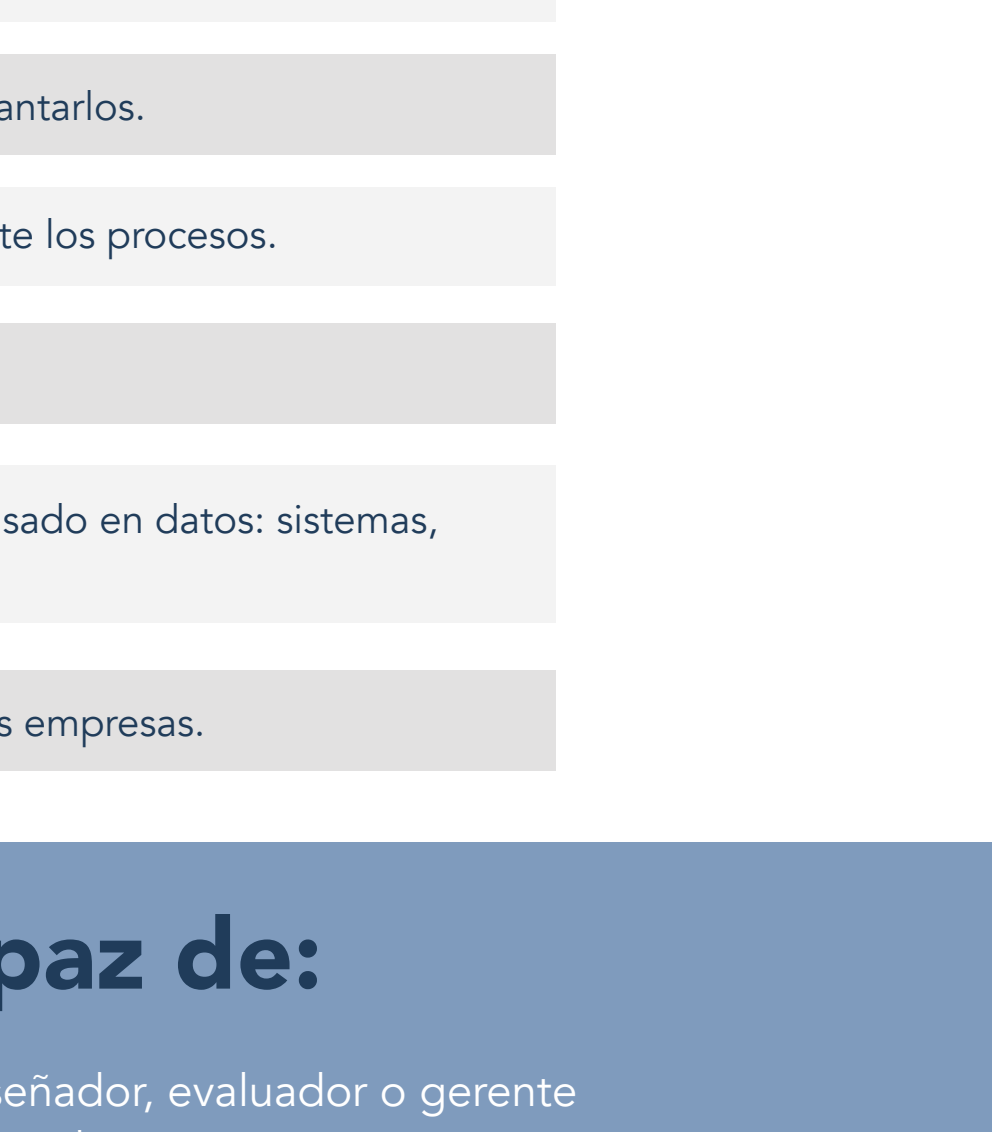 antarlos.
te los procesos.
sado en datos: sistemas,
s empresas.
paz de:
señador, evaluador o gerente